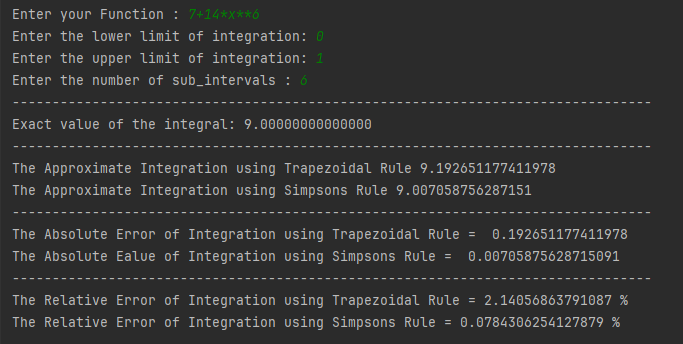 Enter your Function : 7+14*x**6
Enter the lower limit of integration: 0
Enter the upper limit of integration: 1
Enter the number of sub_intervals : 6
--------------------------------------------------------------------------------
Exact value of the integral: 9.00000000000000
--------------------------------------------------------------------------------
The Approximate Integration using Trapezoidal Rule 9.192651177411978
The Approximate Integration using Simpsons Rule 9.007058756287151
--------------------------------------------------------------------------------
The Absolute Error of Integration using Trapezoidal Rule =  0.192651177411978
The Absolute Ealue of Integration using Simpsons Rule =  0.00705875628715091
--------------------------------------------------------------------------------
The Relative Error of Integration using Trapezoidal Rule = 2.14056863791087 %
The Relative Error of Integration using Simpsons Rule = 0.0784306254127879 %